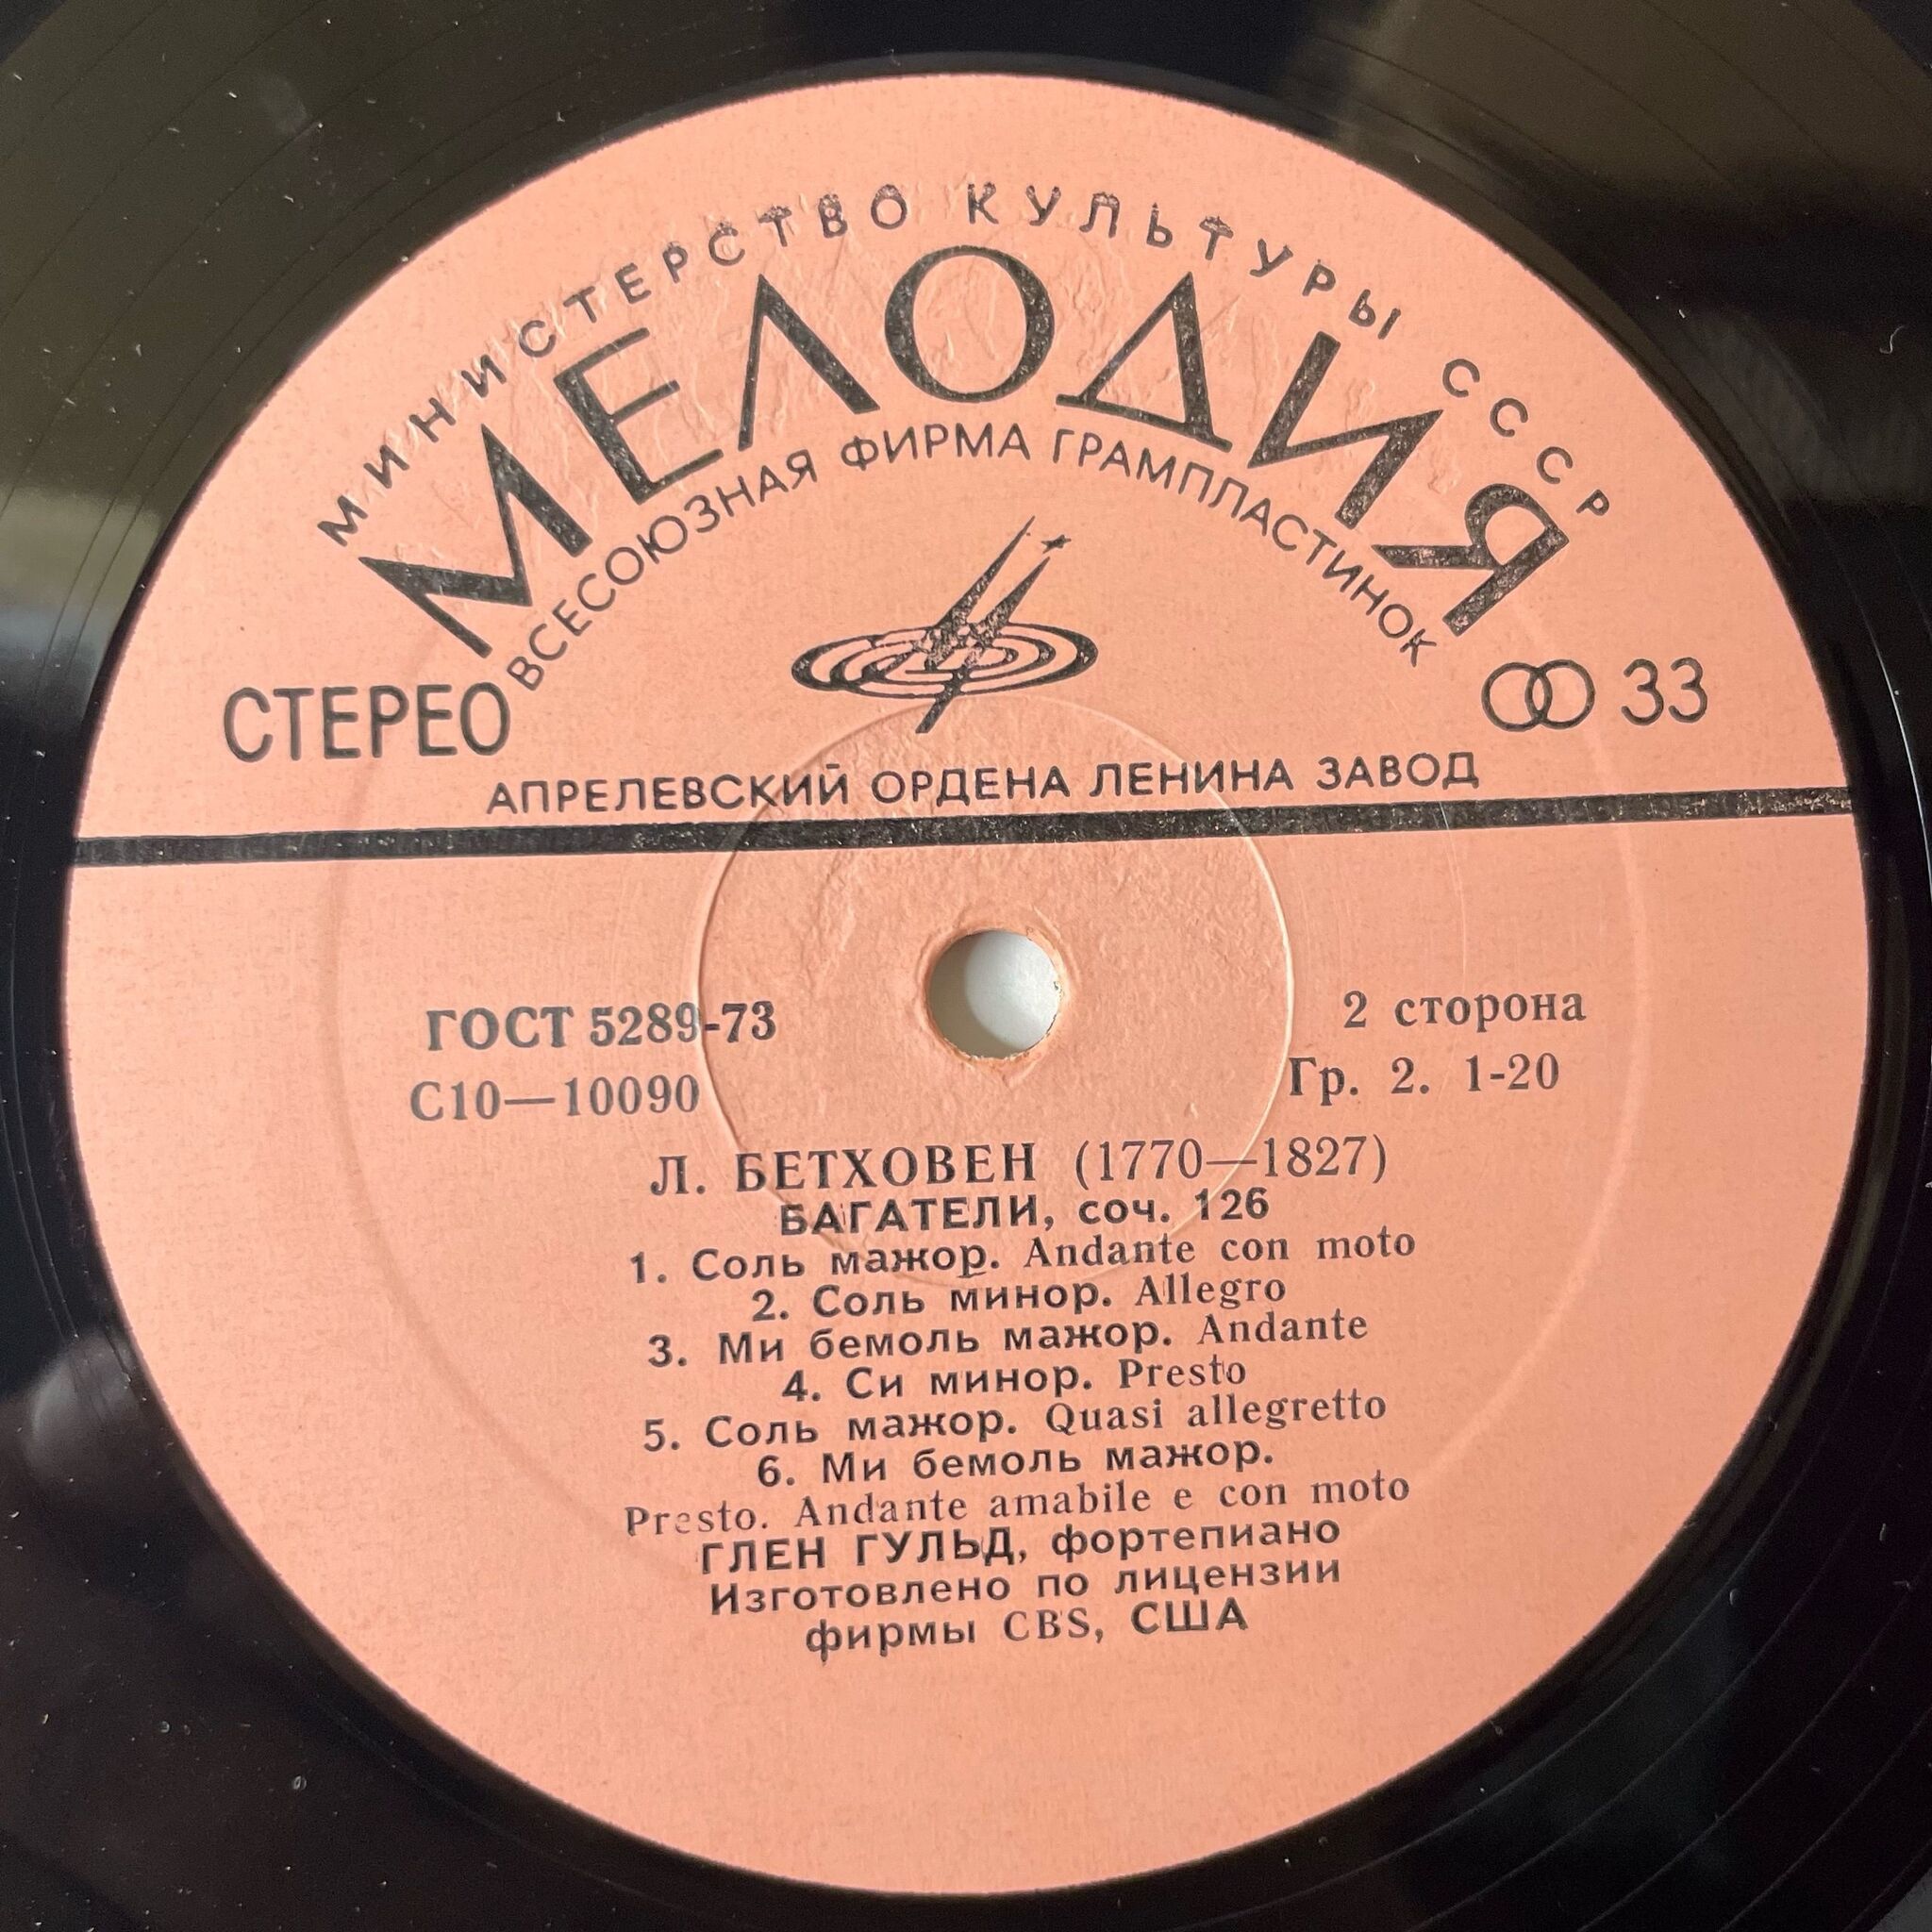 МИНИСТЕРСТВО КУЛЬТУРЫ СССР
МЕЛОДИЯ
ВСЕСОЮЗНАЯ ФИРМА ГРАМПЛАСТИНОК
СТЕРЕО
33
АПРЕЛЕВСКИЙ ОРДЕНА ЛЕНИНА ЗАВОД
ГОСТ 5289-73
2 сторона
С10—10090
Гр. 2. 1-20
Л. БЕТХОВЕН (1770—1827)
БАГАТЕЛИ, соч. 126
1. Соль мажор. Andante con moto
2. Соль минор. Allegro
3. Ми бемоль мажор. Andante
4. Си минор. Presto
5. Соль мажор. Quasi allegretto
6. Ми бемоль мажор.
Presto. Andante amabile e con moto
ГЛЕН ГУЛЬД, фортепиано
Изготовлено по лицензии
фирмы CBS, США